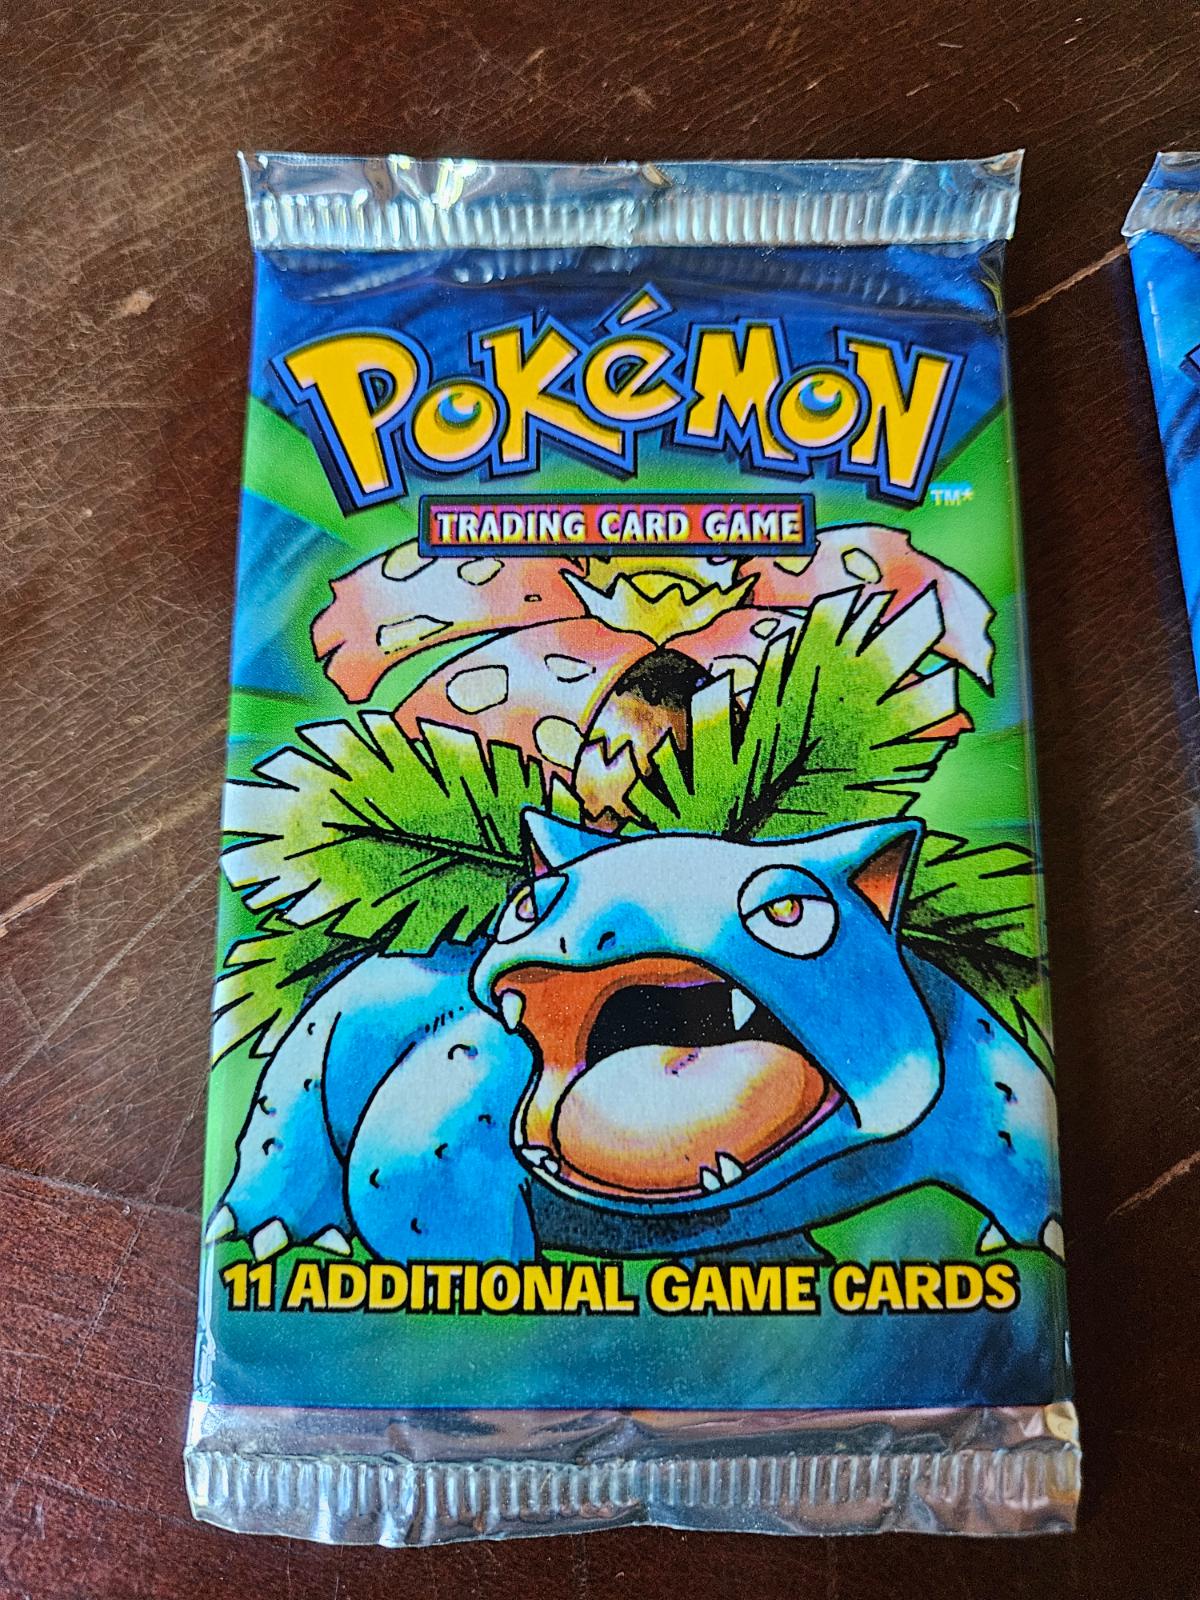 POKéMON
TM*
TRADING CARD GAME
11 ADDITIONAL GAME CARDS